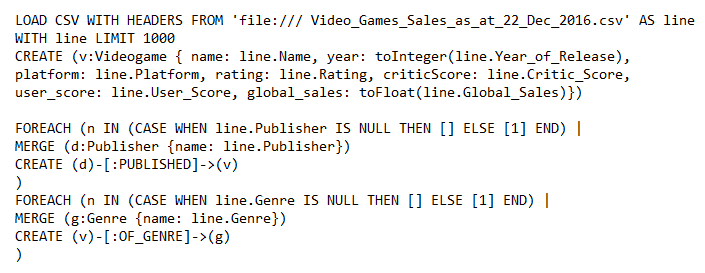 LOAD CSV WITH HEADERS FROM 'file:/// Video_Games_Sales_as_at_22_Dec_2016.csv' AS line
WITH line LIMIT 1000
CREATE (v:Videogame { name: line.Name, year: toInteger(line.Year_of_Release),
platform: line.Platform, rating: line.Rating, criticScore: line.Critic_Score,
user_score: line.User_Score, global_sales: toFloat(line.Global_Sales)})

FOREACH (n IN (CASE WHEN line.Publisher IS NULL THEN [] ELSE [1] END) |
MERGE (d:Publisher {name: line.Publisher})
CREATE (d)-[:PUBLISHED]->(v)
)
FOREACH (n IN (CASE WHEN line.Genre IS NULL THEN [] ELSE [1] END) |
MERGE (g:Genre {name: line.Genre})
CREATE (v)-[:OF_GENRE]->(g)
)